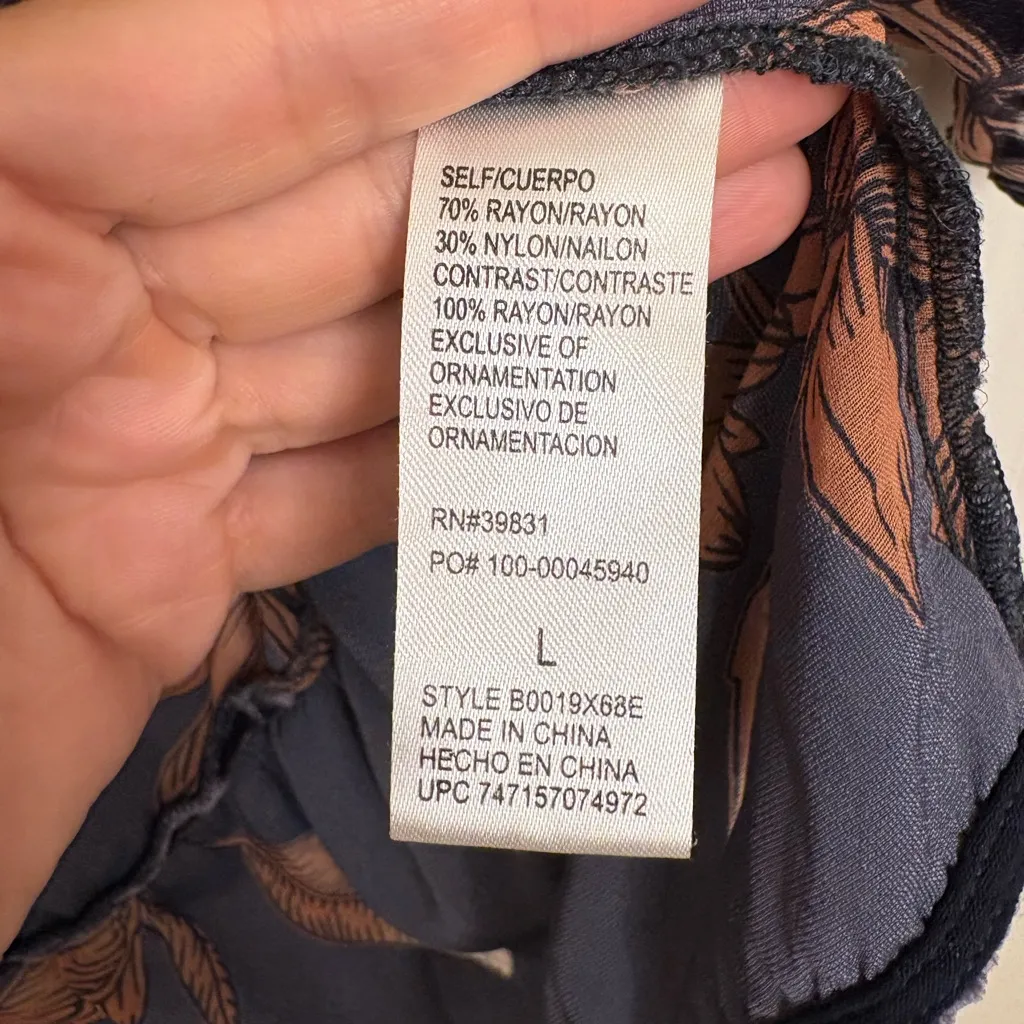 SELF/CUERPO
70% RAYON/RAYON
30% NYLON/NAILON
CONTRAST/CONTRASTE
100% RAYON/RAYON
EXCLUSIVE OF
ORNAMENTATION
EXCLUSIVO DE
ORNAMENTACION
RN#39831
PO# 100-00045940
L
STYLE B0019X68E
MADE IN CHINA
HECHO EN CHINA
UPC 747157074972